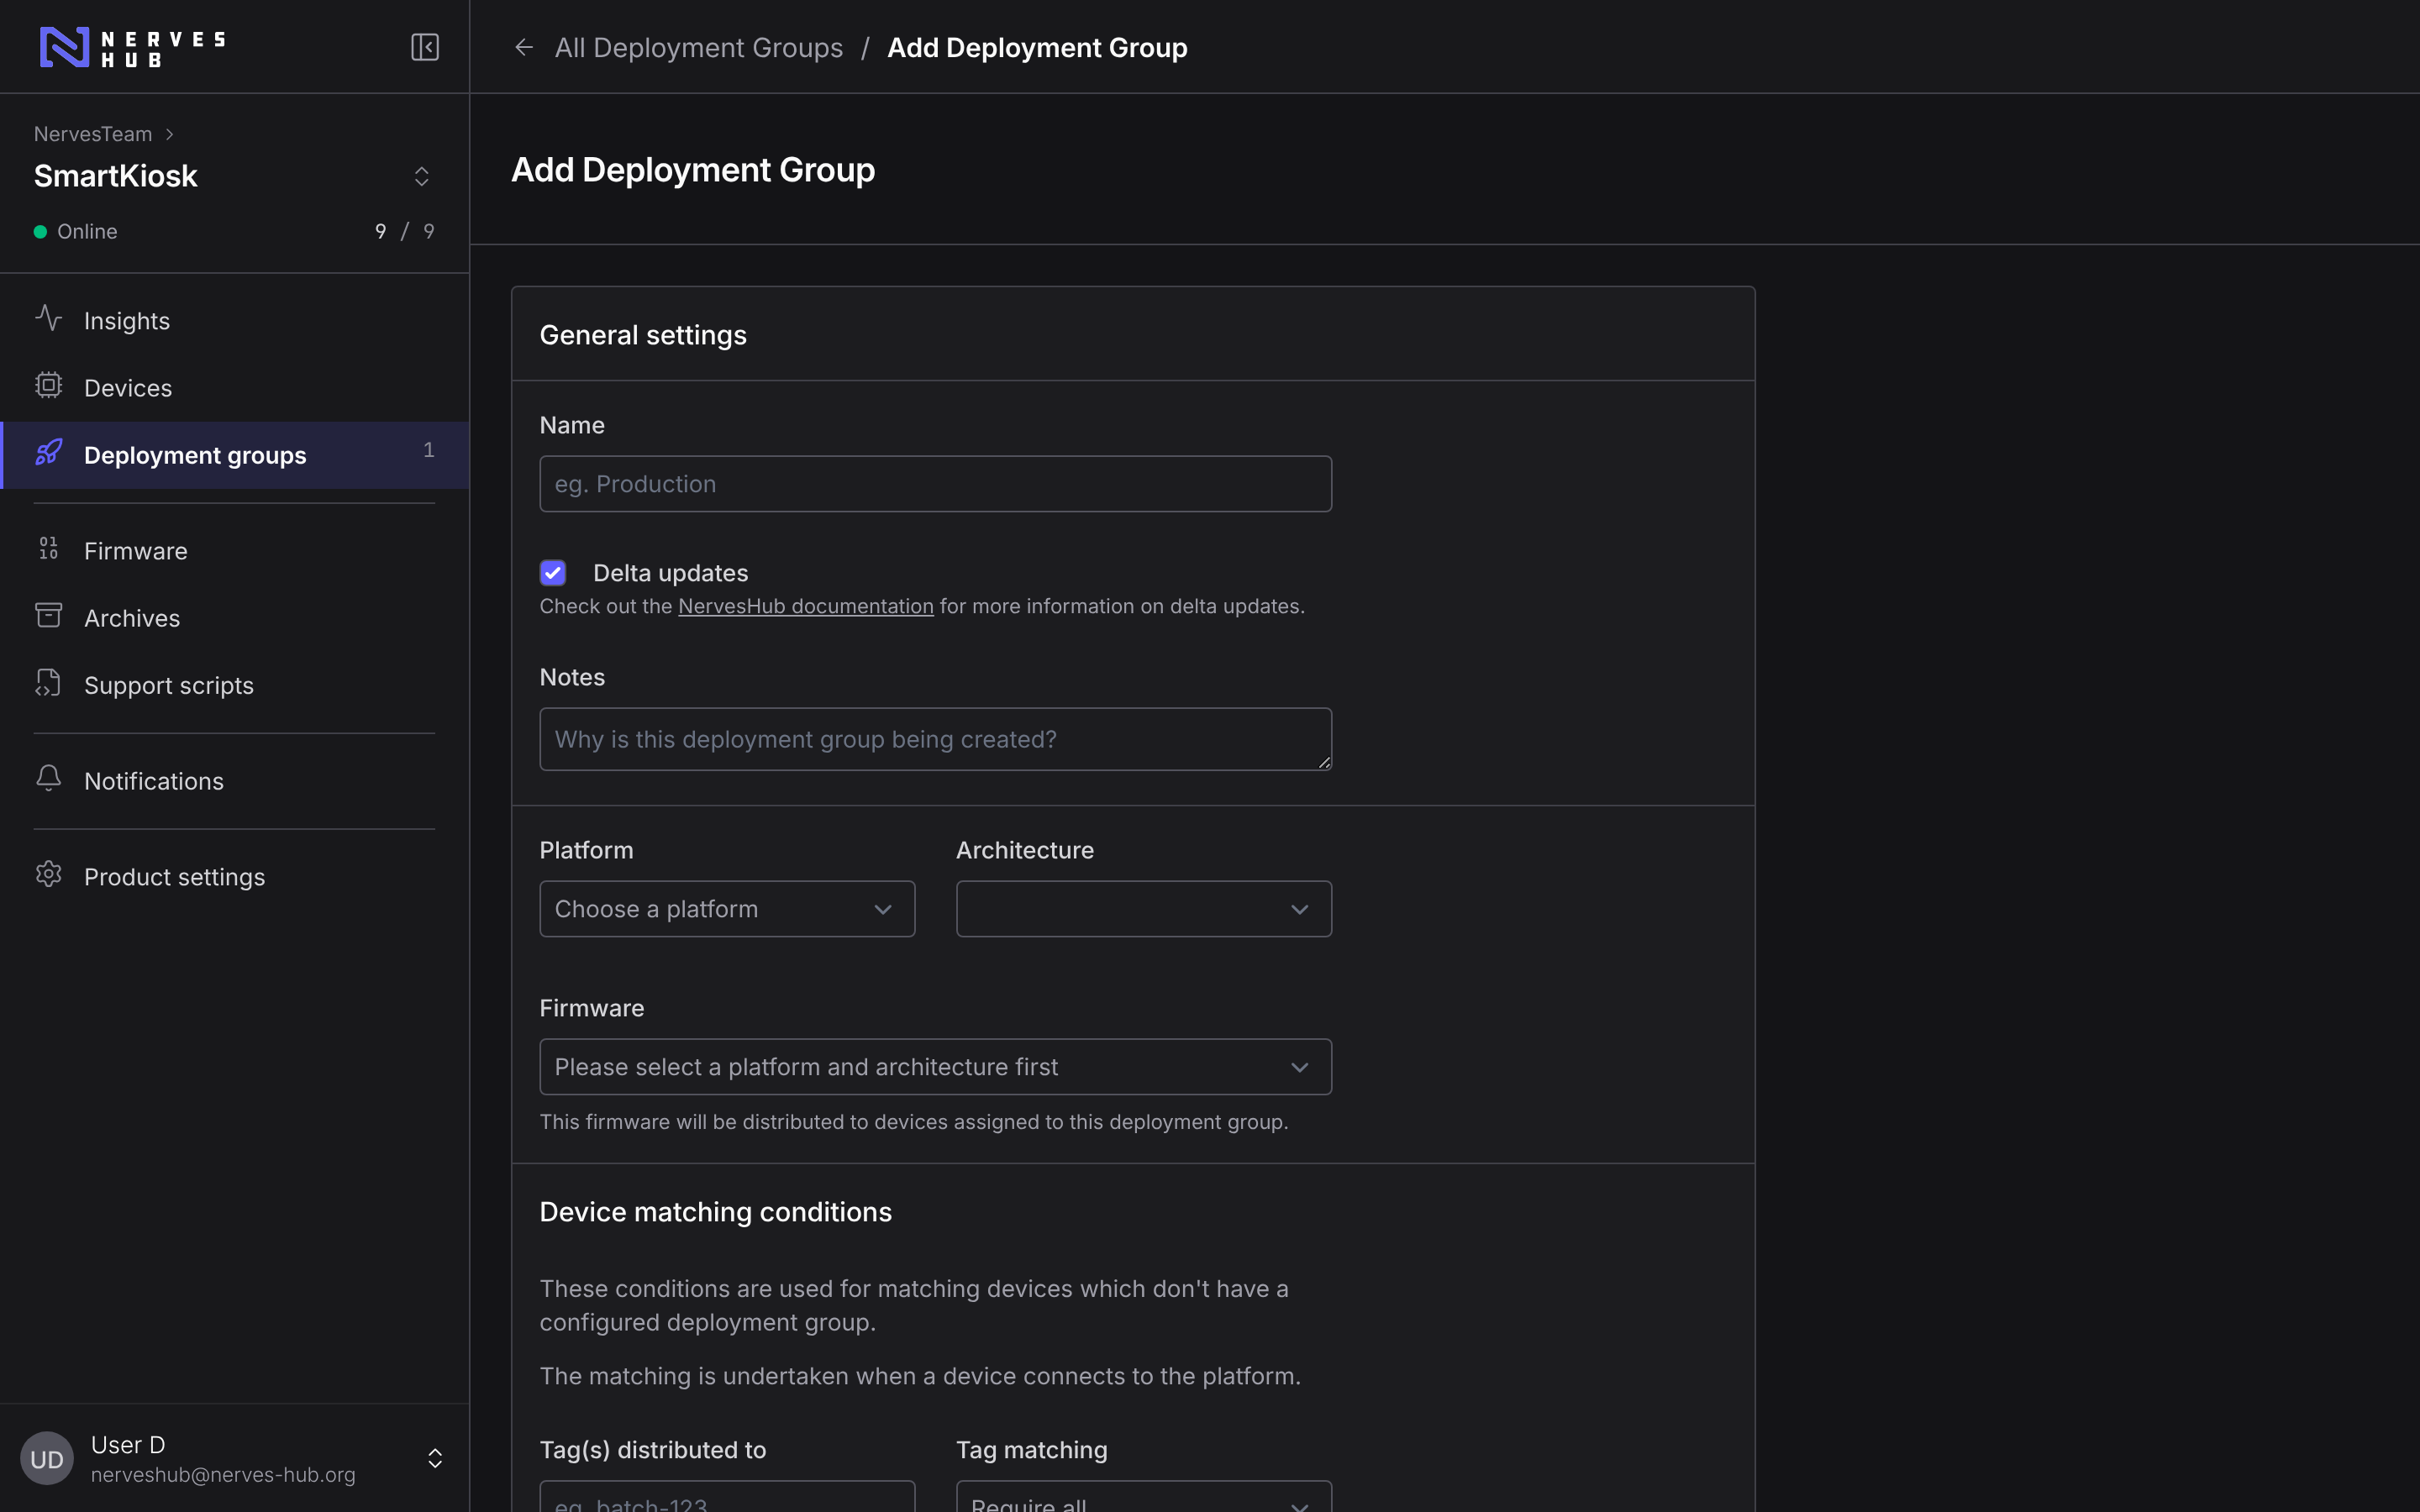 NERVES
HUB
All Deployment Groups / Add Deployment Group
NervesTeam
SmartKiosk
Online 9 / 9
Insights
Devices
Deployment groups 1
Firmware
Archives
Support scripts
Notifications
Product settings
User D
UD
nerveshub@nerves-hub.org
Add Deployment Group
General settings
Name
eg. Production
Delta updates
Check out the NervesHub documentation for more information on delta updates.
Notes
Why is this deployment group being created?
Platform
Architecture
Choose a platform
Firmware
Please select a platform and architecture first
This firmware will be distributed to devices assigned to this deployment group.
Device matching conditions
These conditions are used for matching devices which don't have a
configured deployment group.
The matching is undertaken when a device connects to the platform.
Tag(s) distributed to
Tag matching
eg. batch-123
Require all